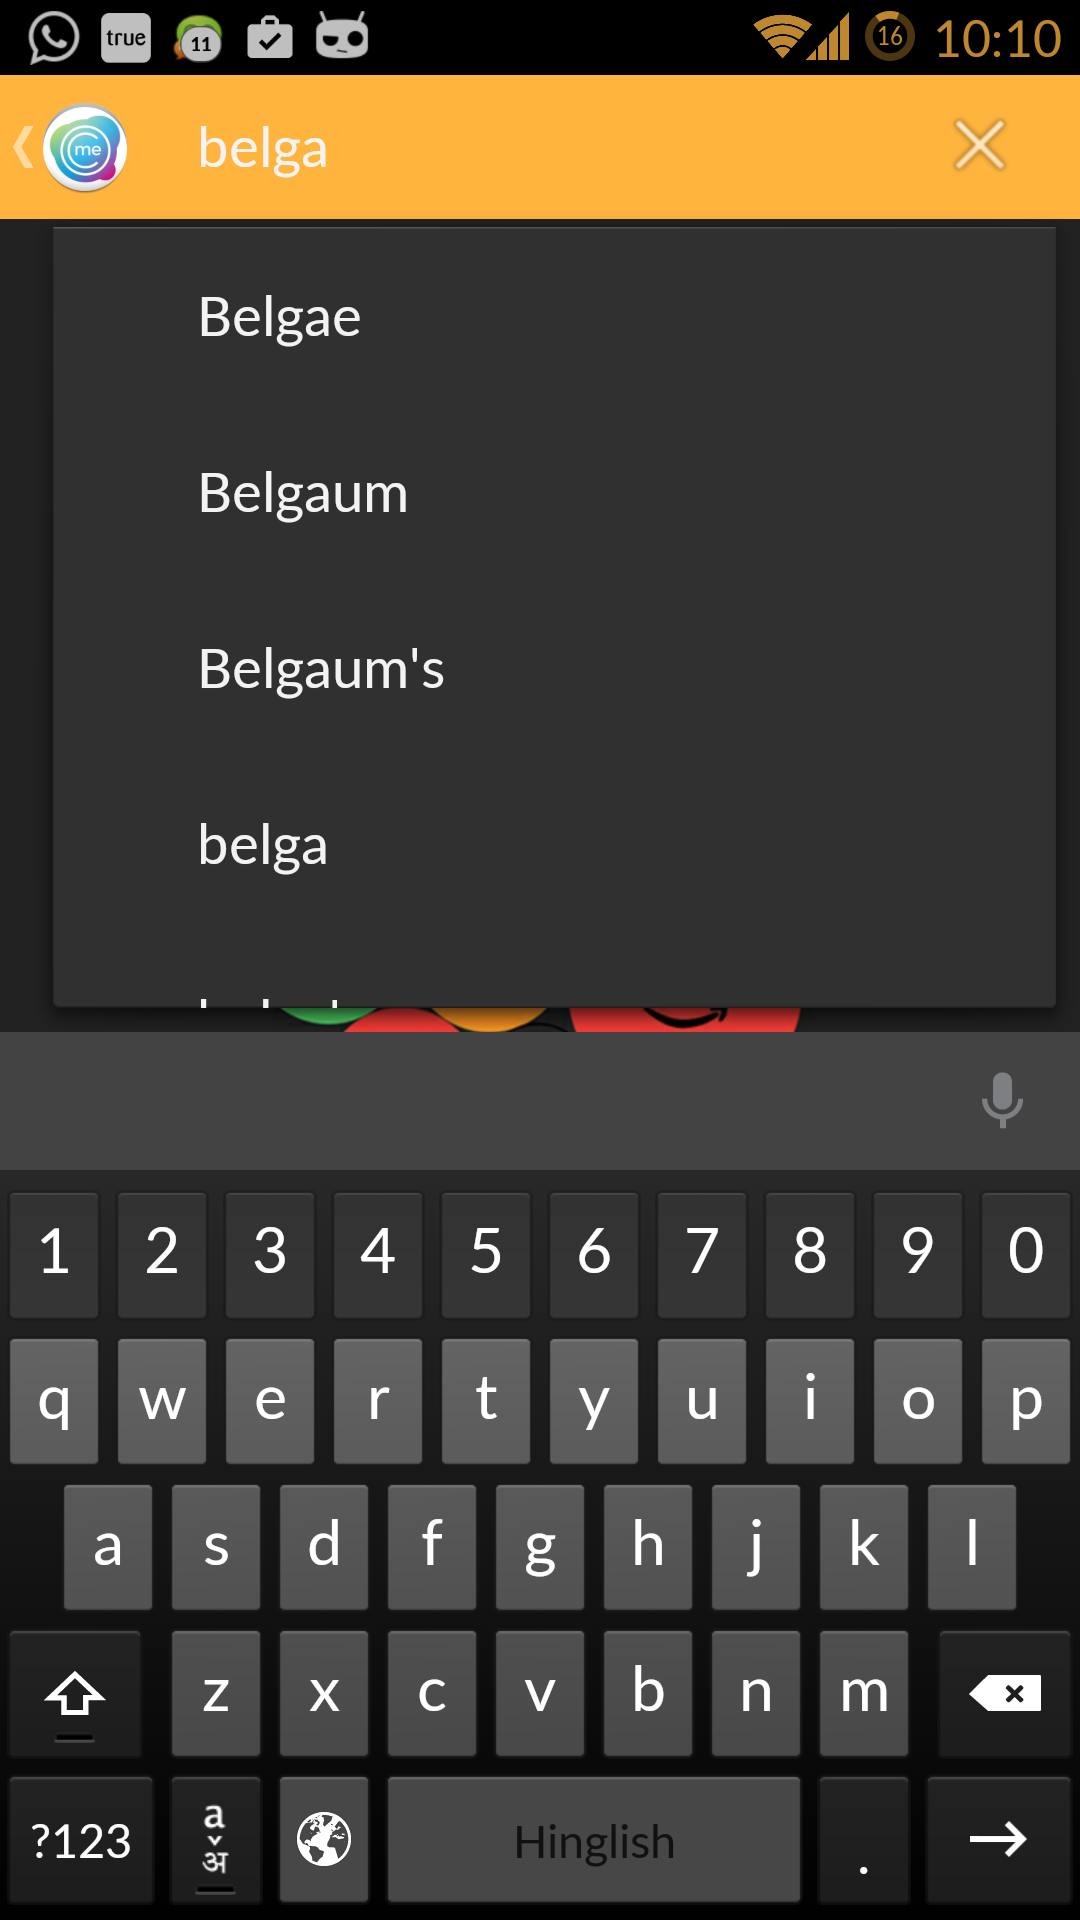 true 11 16 10:10
me belga
Belgae
Belgaum
Belgaum's
belga
1 2 3 4 5 6 7 8 9 0
q w e r t y u i o p
a s d f g h j k l
z x c v b n m
?123 a अ Hinglish .